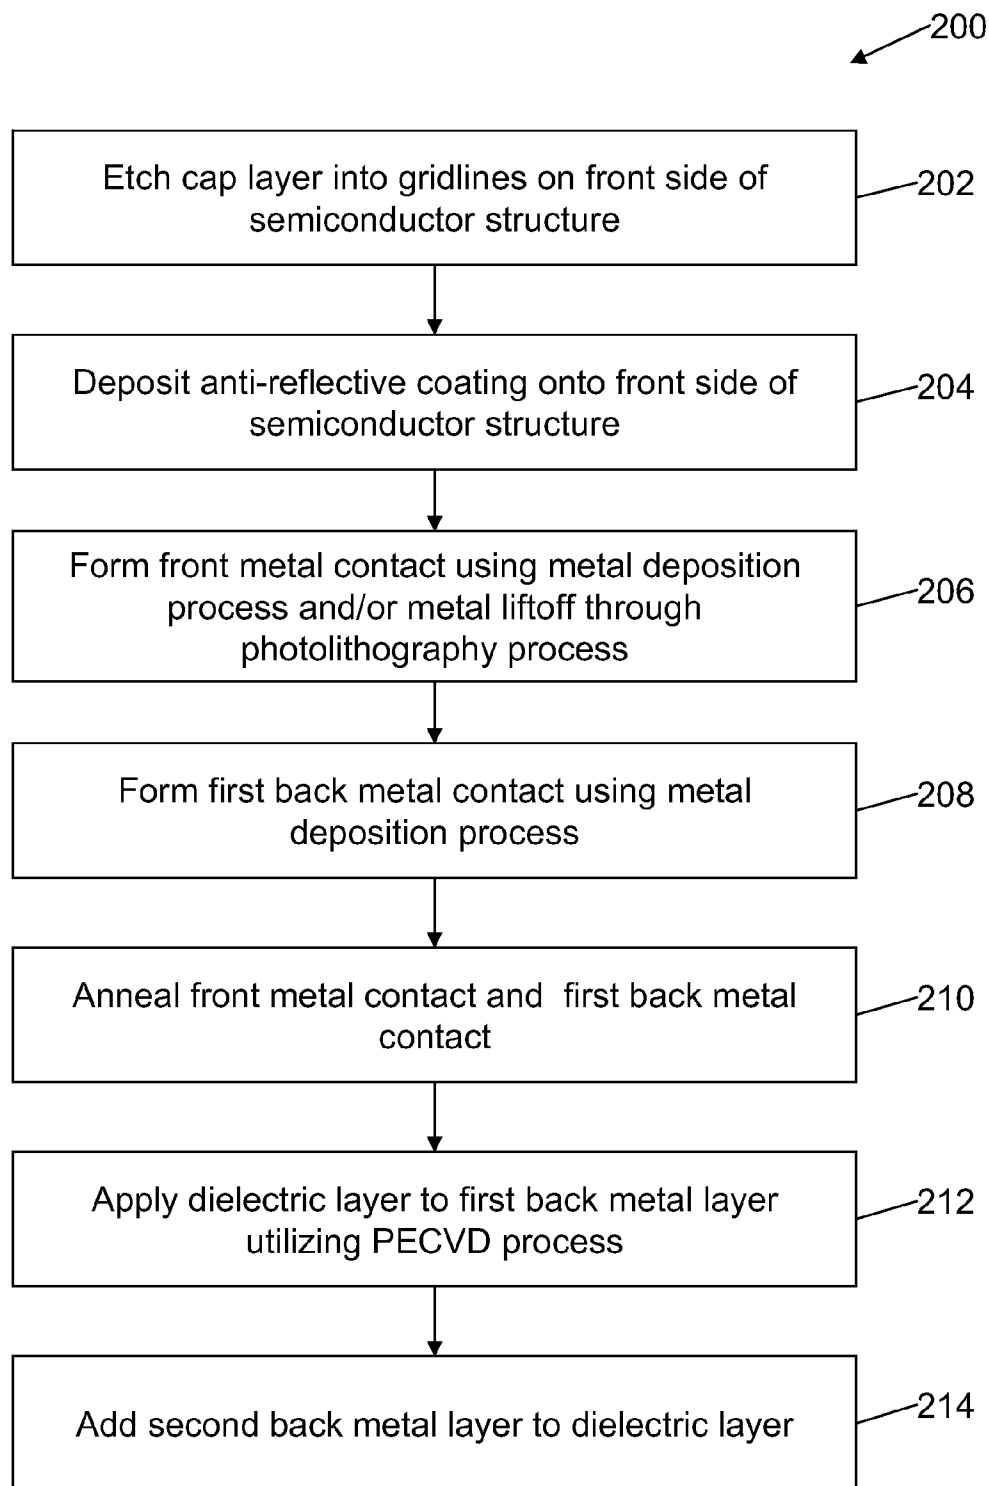 200
Etch cap layer into gridlines on front side of
semiconductor structure
202
Deposit anti-reflective coating onto front side of
semiconductor structure
204
Form front metal contact using metal deposition
process and/or metal liftoff through
photolithography process
206
Form first back metal contact using metal
deposition process
208
Anneal front metal contact and first back metal
contact
210
Apply dielectric layer to first back metal layer
utilizing PECVD process
212
Add second back metal layer to dielectric layer
214